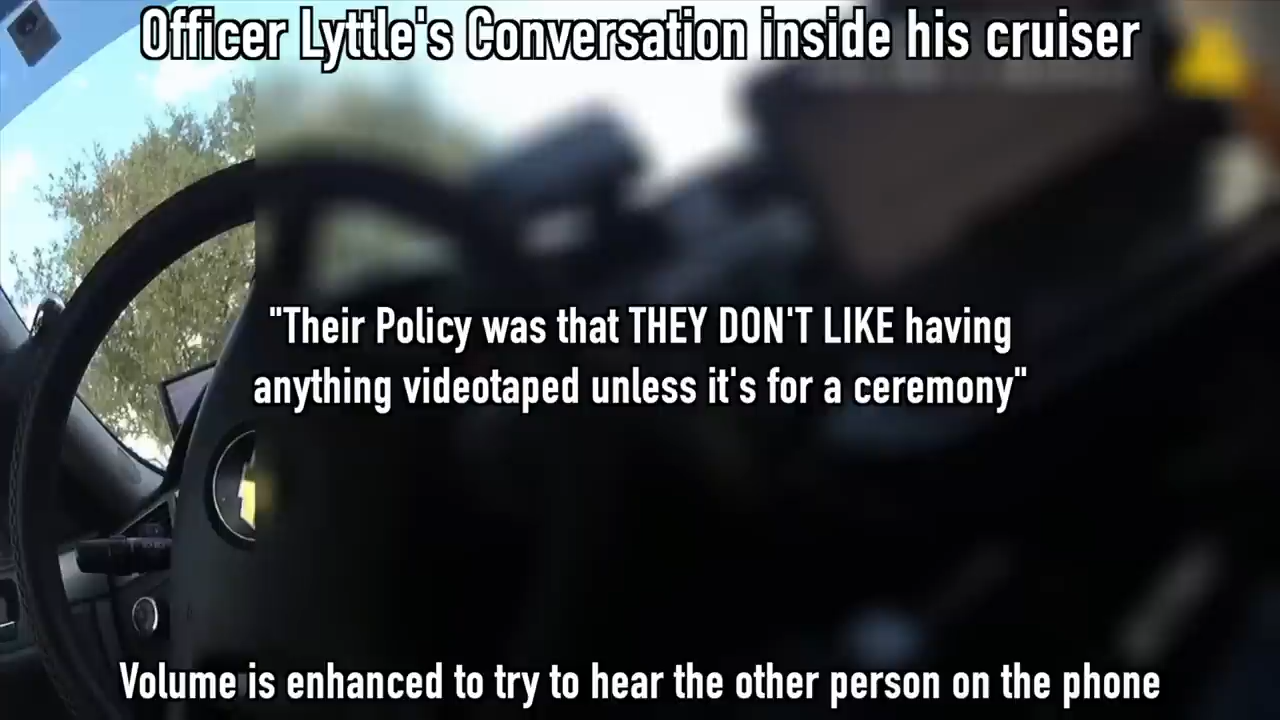 Officer Lyttle's Conversation inside his cruiser
"Their Policy was that THEY DON'T LIKE having
anything videotaped unless it's for a ceremony"
Volume is enhanced to try to hear the other person on the phone